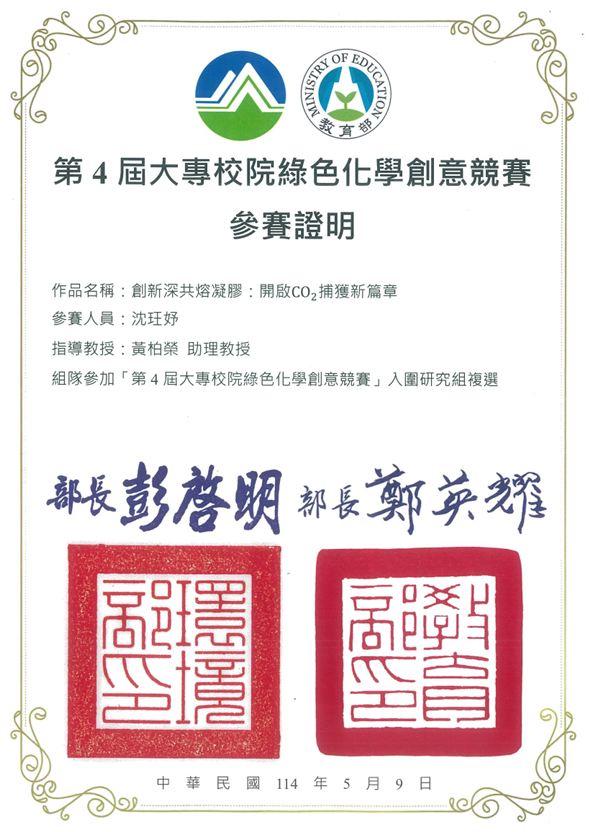 MINISTRY OF EDUCATION
教育部
第 4 屆大專校院綠色化學創意競賽
參賽證明
作品名稱：創新深共熔凝膠：開啟CO₂捕獲新篇章
參賽人員：沈玨妤
指導教授：黃柏榮 助理教授
組隊參加「第 4 屆大專校院綠色化學創意競賽」入圍研究組複選
部長 彭啓明 部長 鄭英耀
環境部印 教育部印
中華民國 114 年 5 月 9 日